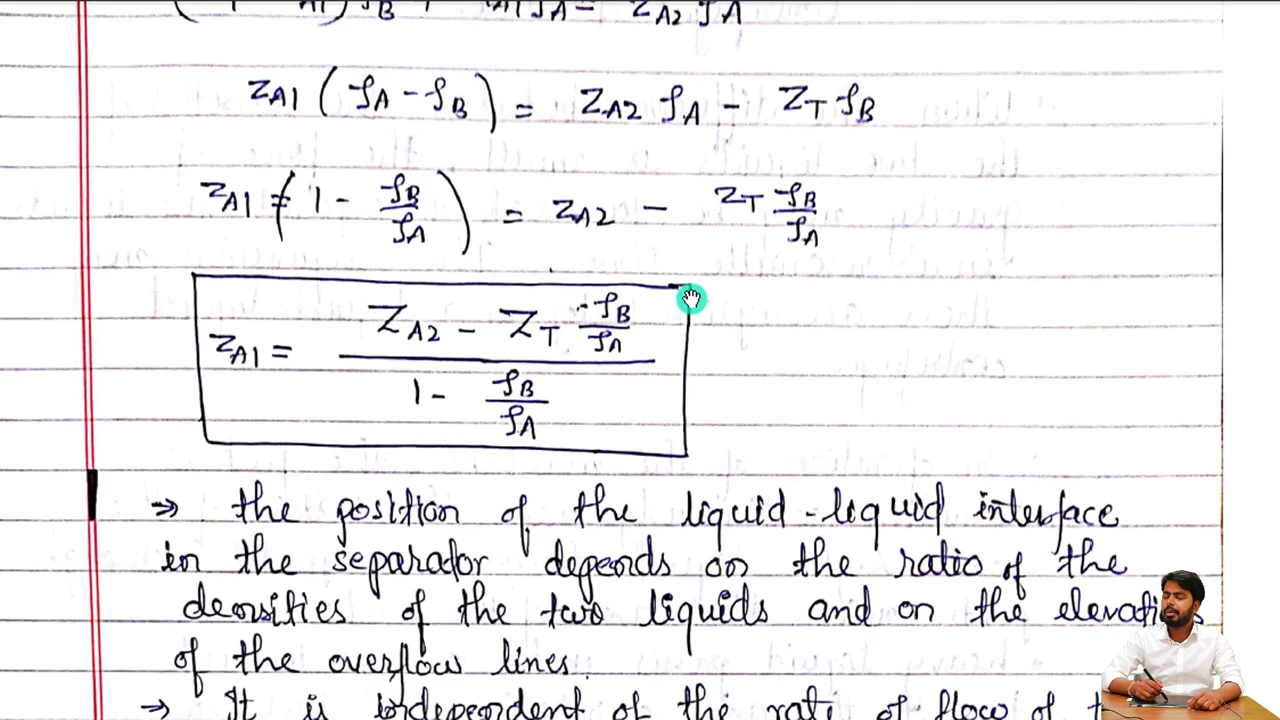 Z_A1 (ρ_A - ρ_B) = Z_A2 ρ_A - Z_T ρ_B
Z_A1 (1 - ρ_B/ρ_A) = Z_A2 - Z_T ρ_B/ρ_A
Z_A1 = (Z_A2 - Z_T ρ_B/ρ_A) / (1 - ρ_B/ρ_A)
⇒ the position of the liquid-liquid interface
in the separator depends on the ratio of the
densities of the two liquids and on the
of the overflow lines.
⇒ It is independent of the rate of flow of